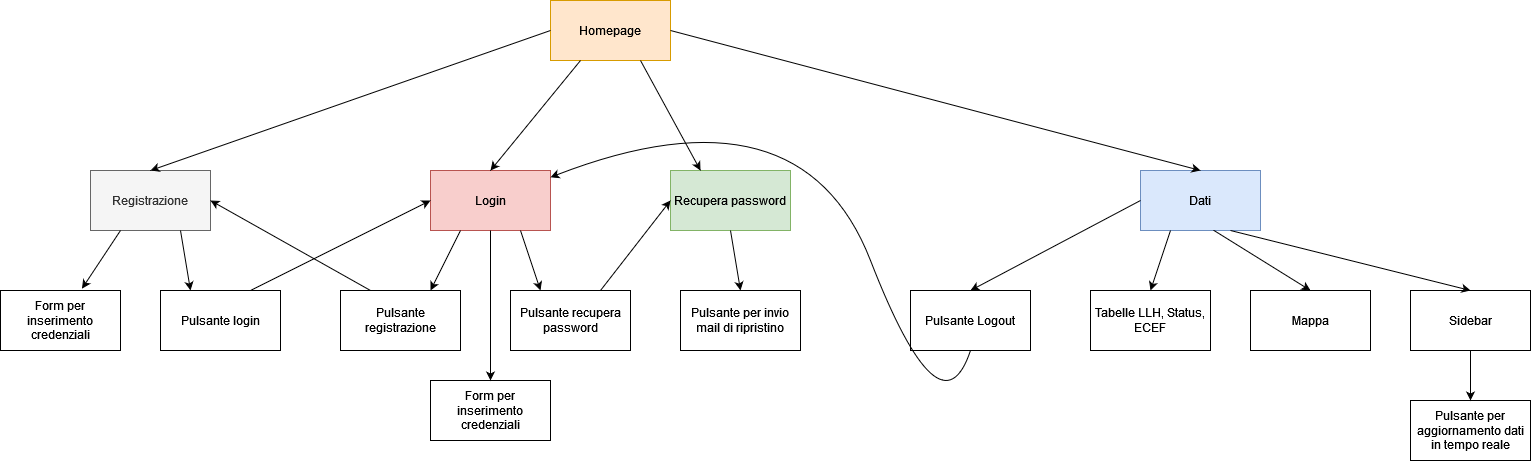 Homepage
Registrazione
Login
Recupera password
Dati
Form per
inserimento
credenziali
Pulsante login
Pulsante
registrazione
Pulsante recupera
password
Pulsante per invio
mail di ripristino
Pulsante Logout
Tabelle LLH, Status,
ECEF
Mappa
Sidebar
Form per
inserimento
credenziali
Pulsante per
aggiornamento dati
in tempo reale